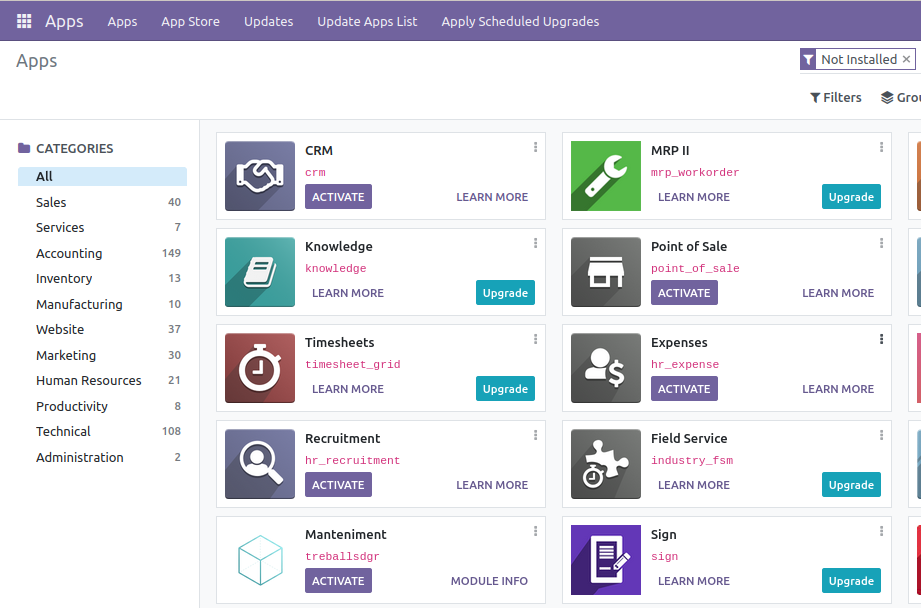 Apps Apps App Store Updates Update Apps List Apply Scheduled Upgrades
Apps
Not Installed ×
Filters
CATEGORIES
All
Sales 40
Services 7
Accounting 149
Inventory 13
Manufacturing 10
Website 37
Marketing 30
Human Resources 21
Productivity 8
Technical 108
Administration 2
CRM
crm
ACTIVATE LEARN MORE
MRP II
mrp_workorder
LEARN MORE Upgrade
Knowledge
knowledge
LEARN MORE Upgrade
Point of Sale
point_of_sale
ACTIVATE LEARN MORE
Timesheets
timesheet_grid
LEARN MORE Upgrade
Expenses
hr_expense
ACTIVATE LEARN MORE
Recruitment
hr_recruitment
ACTIVATE LEARN MORE
Field Service
industry_fsm
LEARN MORE Upgrade
Manteniment
treballsdgr
ACTIVATE MODULE INFO
Sign
sign
LEARN MORE Upgrade